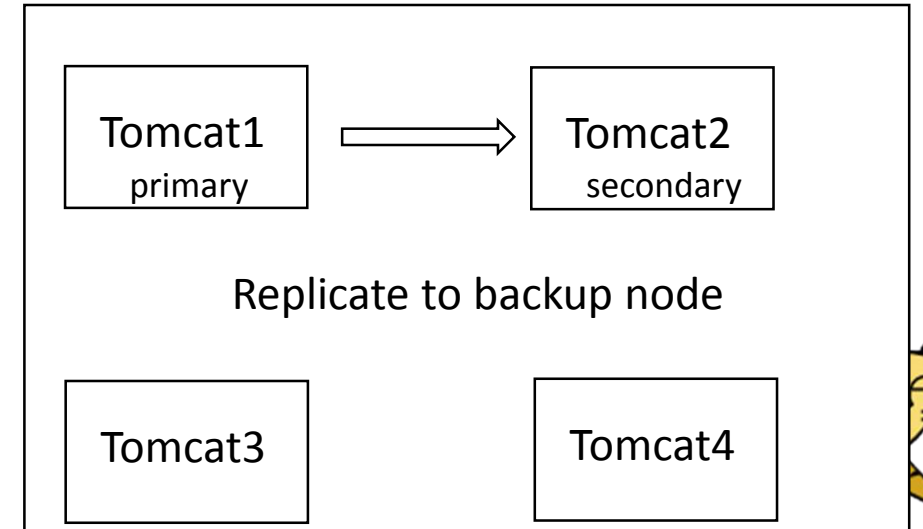 Tomcat1
primary
Tomcat2
secondary
Replicate to backup node
Tomcat3
Tomcat4